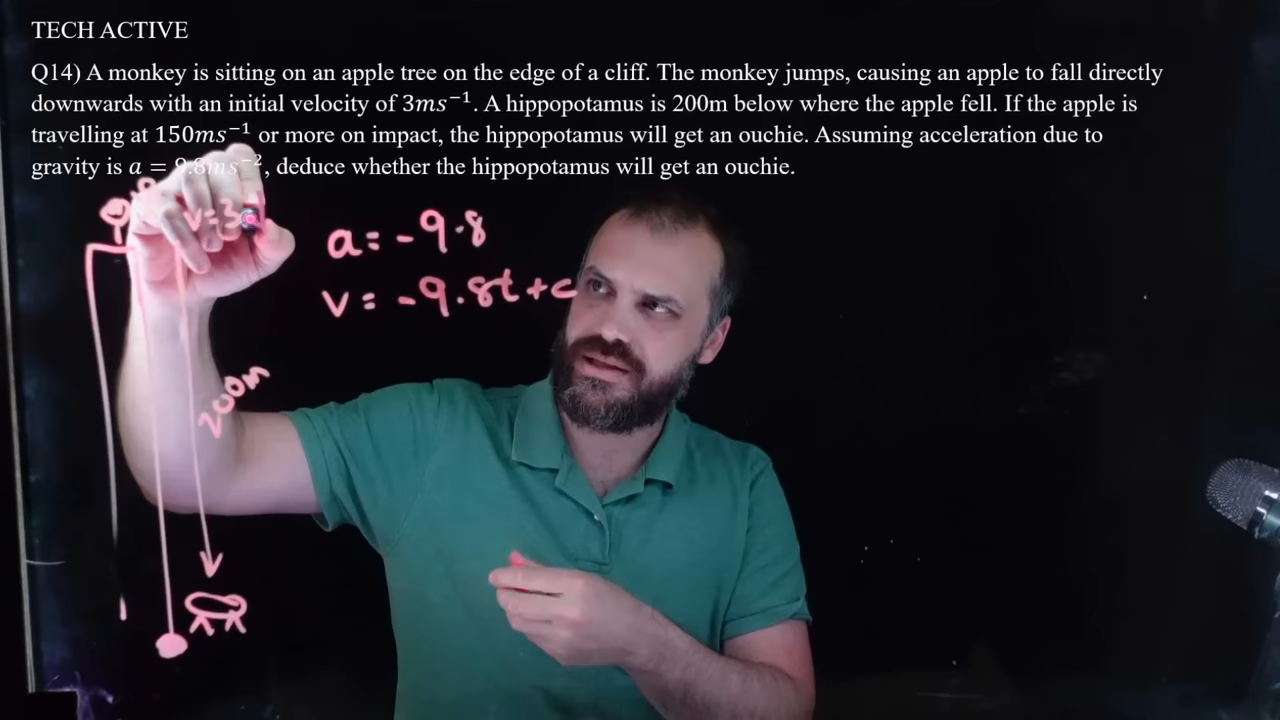 TECH ACTIVE
Q14) A monkey is sitting on an apple tree on the edge of a cliff. The monkey jumps, causing an apple to fall directly
downwards with an initial velocity of 3ms⁻¹. A hippopotamus is 200m below where the apple fell. If the apple is
travelling at 150ms⁻¹ or more on impact, the hippopotamus will get an ouchie. Assuming acceleration due to
gravity is a = 9.8ms⁻², deduce whether the hippopotamus will get an ouchie.
v=3
a=-9.8
v=-9.8t+c
200m